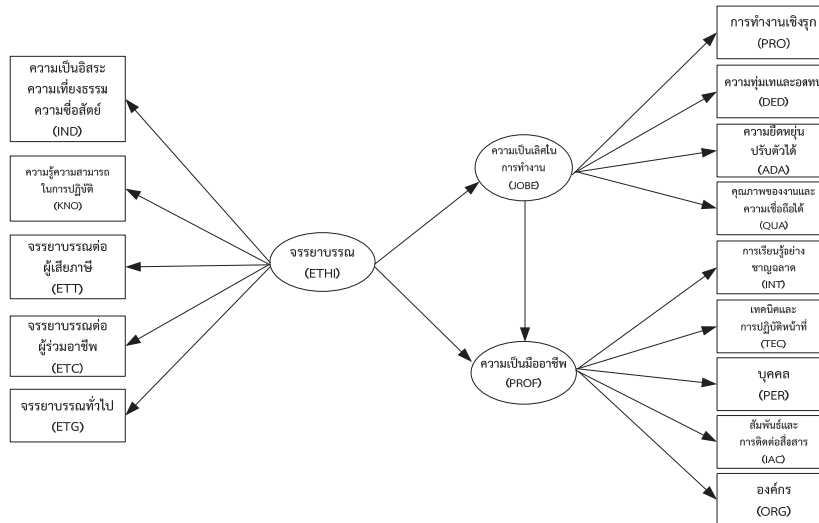 ความเป็นอิสระ
ความเที่ยงธรรม
ความซื่อสัตย์
(IND)
ความรู้ความสามารถ
ในการปฏิบัติ
(KNO)
จรรยาบรรณต่อ
ผู้เสียภาษี
(ETT)
จรรยาบรรณต่อ
ผู้ร่วมอาชีพ
(ETC)
จรรยาบรรณทั่วไป
(ETG)
จรรยาบรรณ
(ETHI)
ความเป็นเลิศใน
การทำงาน
(JOBE)
ความเป็นมืออาชีพ
(PROF)
การทำงานเชิงรุก
(PRO)
ความทุ่มเทและอดทน
(DED)
ความยืดหยุ่น
ปรับตัวได้
(ADA)
คุณภาพของงานและ
ความเชื่อถือได้
(QUA)
การเรียนรู้อย่าง
ชาญฉลาด
(INT)
เทคนิคและ
การปฏิบัติหน้าที่
(TEC)
บุคคล
(PER)
สัมพันธ์และ
การติดต่อสื่อสาร
(IAC)
องค์กร
(ORG)